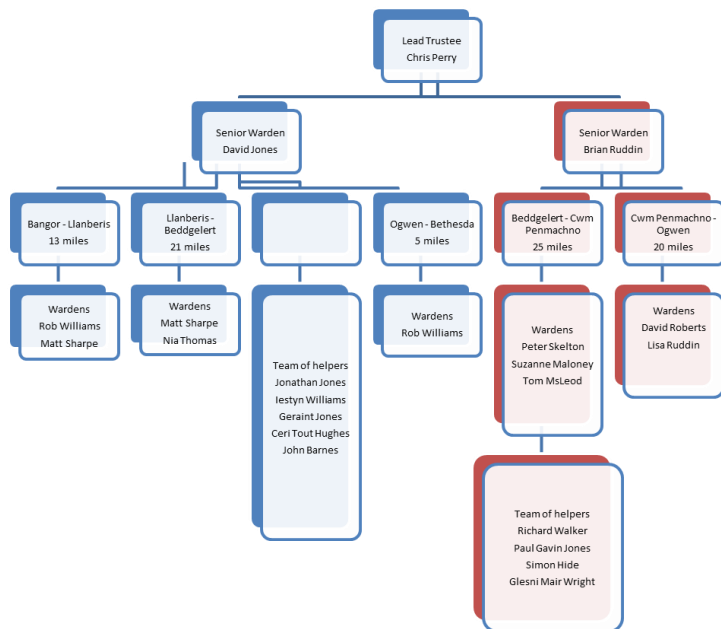 Lead Trustee
Chris Perry
Senior Warden
David Jones
Senior Warden
Brian Ruddin
Bangor - Llanberis
13 miles
Llanberis -
Beddgelert
21 miles
Ogwen - Bethesda
5 miles
Beddgelert - Cwm
Penmachno
25 miles
Cwm Penmachno -
Ogwen
20 miles
Wardens
Rob Williams
Matt Sharpe
Wardens
Matt Sharpe
Nia Thomas
Team of helpers
Jonathan Jones
Iestyn Williams
Geraint Jones
Ceri Tout Hughes
John Barnes
Wardens
Rob Williams
Wardens
Peter Skelton
Suzanne Maloney
Tom McLeod
Wardens
David Roberts
Lisa Ruddin
Team of helpers
Richard Walker
Paul Gavin Jones
Simon Hide
Glesni Mair Wright